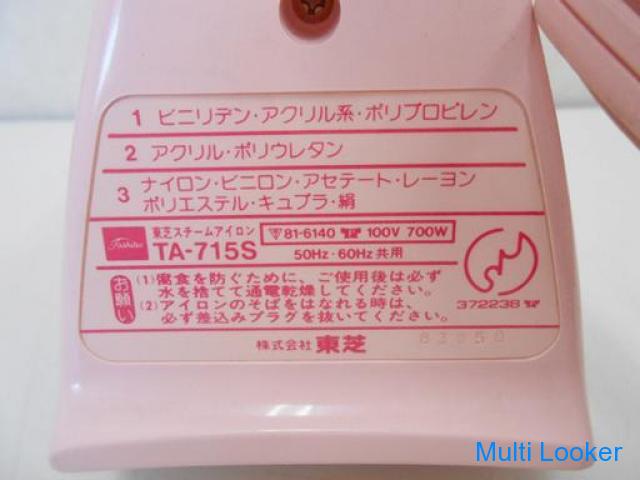 1 ビニリデン・アクリル系・ポリプロピレン
2 アクリル・ポリウレタン
3 ナイロン・ビニロン・アセテート・レーヨン
ポリエステル・キュプラ・絹
Toshiba 東芝スチームアイロン
TA-715S
81-6140 100V 700W
50Hz・60Hz共用
372238
お願い
(1)腐食を防ぐために、ご使用後は必ず
水を捨てて通電乾燥してください。
(2)アイロンのそばをはなれる時は、
必ず差込みプラグを抜いてください。
株式会社 東芝
Multi Looker